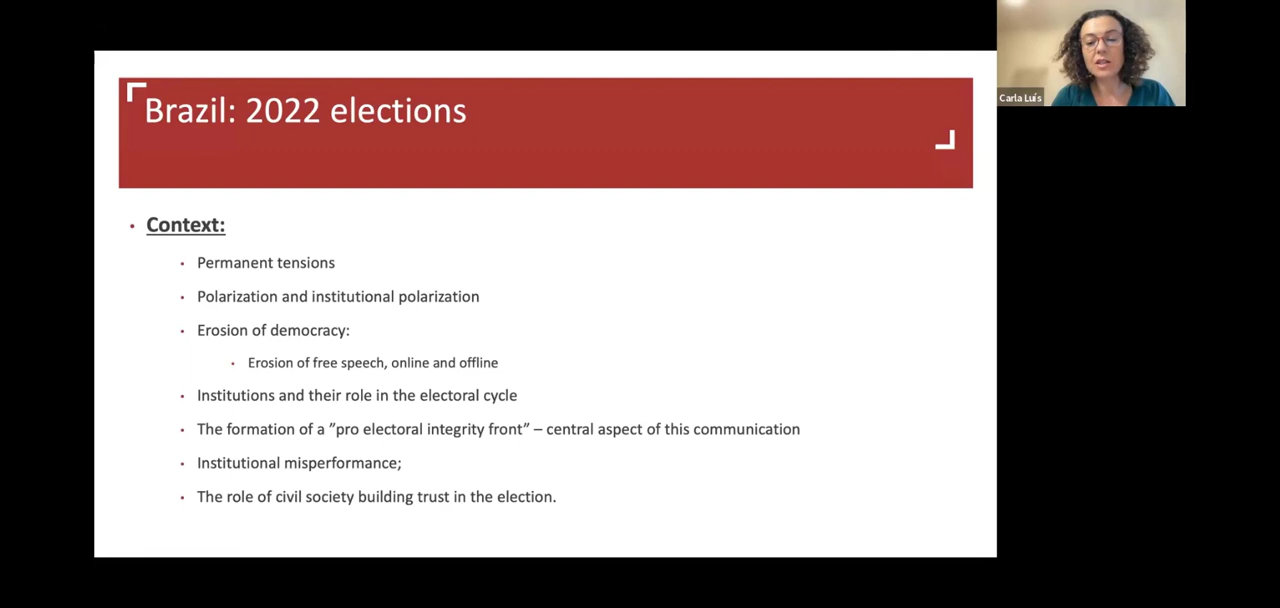 Brazil: 2022 elections
Carla Luís
• Context:
• Permanent tensions
• Polarization and institutional polarization
• Erosion of democracy:
• Erosion of free speech, online and offline
• Institutions and their role in the electoral cycle
• The formation of a ”pro electoral integrity front” – central aspect of this communication
• Institutional misperformance;
• The role of civil society building trust in the election.